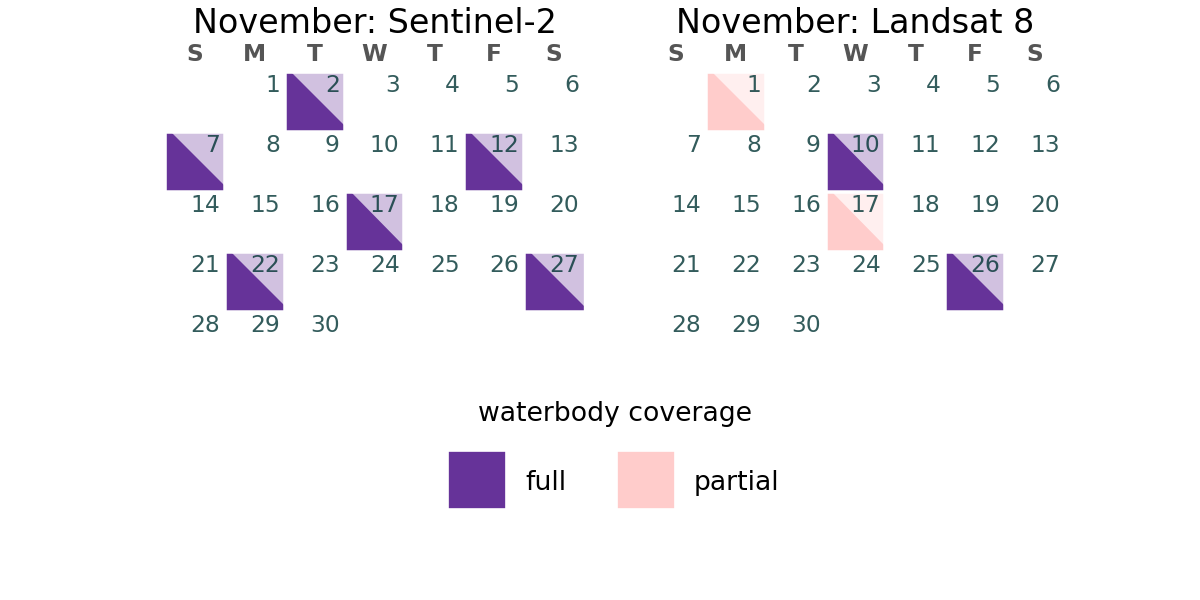 November: Sentinel-2
S M T W T F S
1 2 3 4 5 6
7 8 9 10 11 12 13
14 15 16 17 18 19 20
21 22 23 24 25 26 27
28 29 30
November: Landsat 8
S M T W T F S
1 2 3 4 5 6
7 8 9 10 11 12 13
14 15 16 17 18 19 20
21 22 23 24 25 26 27
28 29 30
waterbody coverage
full
partial